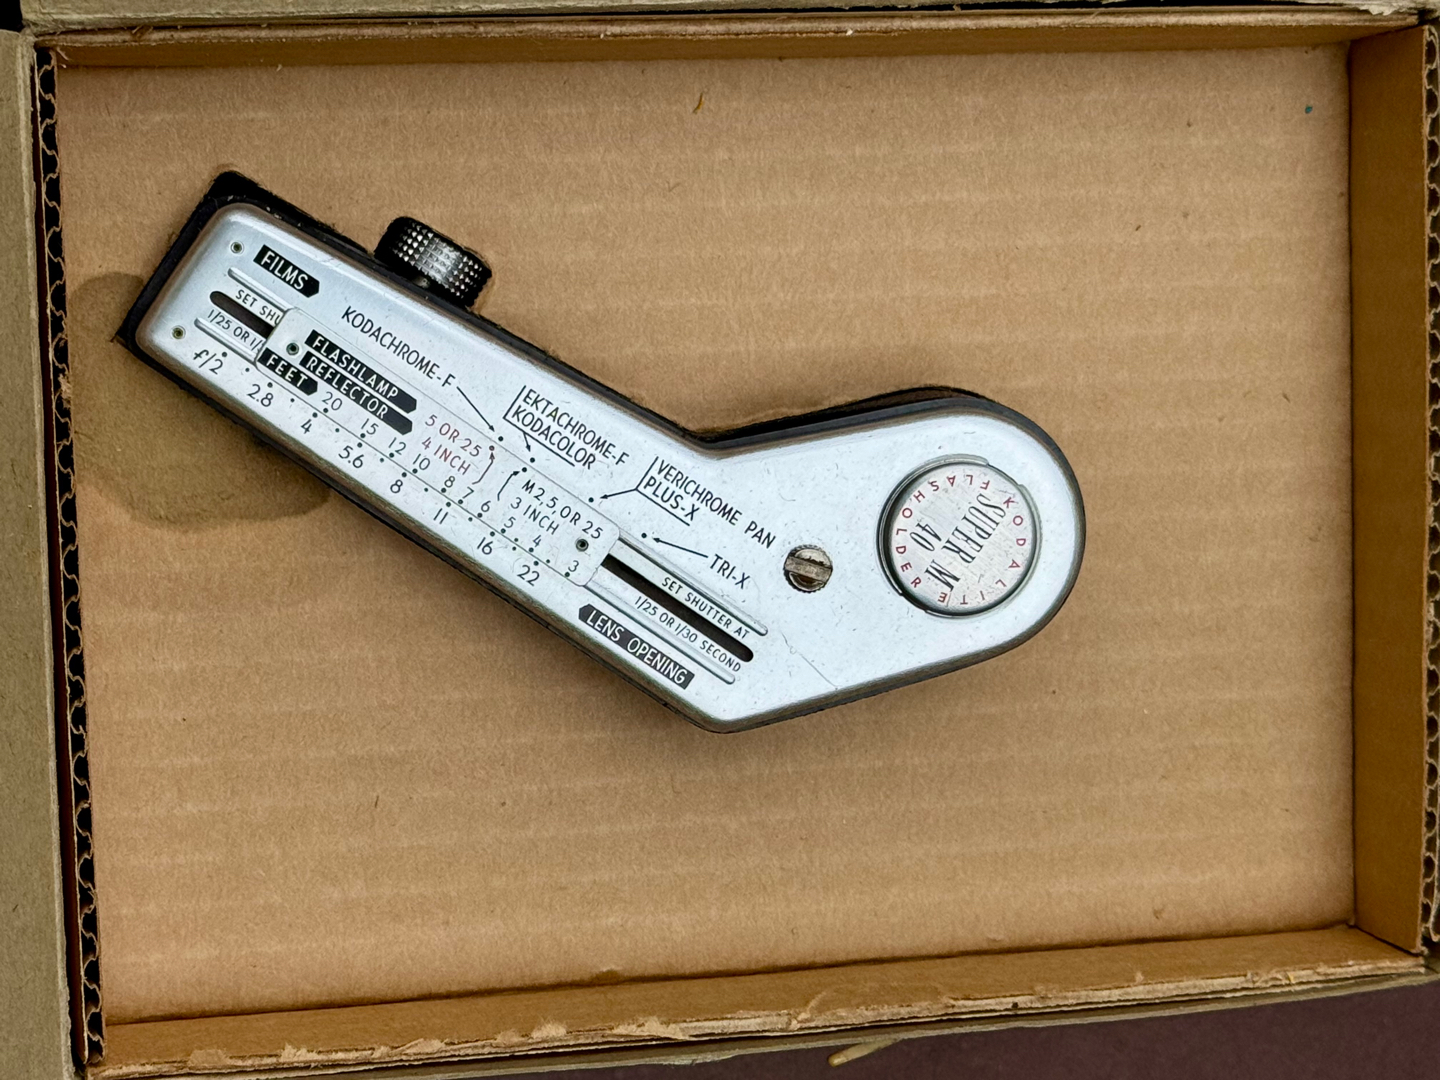 FILMS
SET SHU
1/25 OR 1/
KODACHROME-F
EKTACHROME-F
KODACOLOR
VERICHROME PAN
PLUS-X
TRI-X
FLASHLAMP
REFLECTOR
5 OR 25
4 INCH
M2, 5, OR 25
3 INCH
FEET
20 15 12 10 8 7 6 5 4 3
f/2 2.8 4 5.6 8 11 16 22
SET SHUTTER AT
1/25 OR 1/30 SECOND
LENS OPENING
KODALITE
SUPER M
40
FLASHOLDER